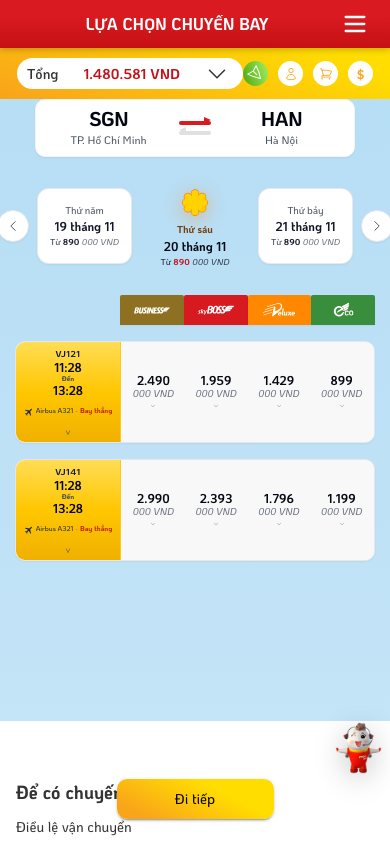 LỰA CHỌN CHUYẾN BAY
Tổng 1.480.581 VND
$
SGN HAN
TP. Hồ Chí Minh Hà Nội
Thứ năm
19 tháng 11
Từ 890 000 VND
Thứ sáu
20 tháng 11
Từ 890 000 VND
Thứ bảy
21 tháng 11
Từ 890 000 VND
BUSINESS skyBOSS Deluxe Eco
VJ121
11:28
Đến
13:28
Airbus A321 - Bay thẳng
2.490 1.959 1.429 899
000 VND 000 VND 000 VND 000 VND
VJ141
11:28
Đến
13:28
Airbus A321 - Bay thẳng
2.990 2.393 1.796 1.199
000 VND 000 VND 000 VND 000 VND
Để có chuyến
Đi tiếp
Điều lệ vận chuyển